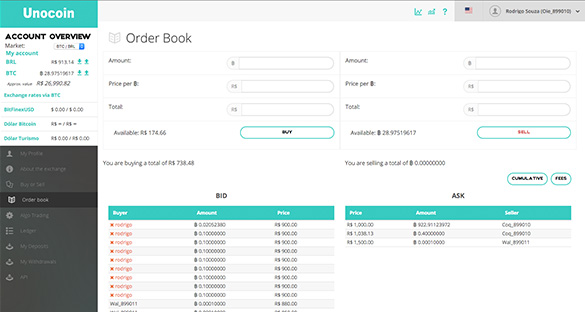 Unocoin
?
Rodrigo Souza (Coq_899010)
ACCOUNT OVERVIEW
Market: BTC / BRL
My account
BRL R$ 913.14
BTC ฿ 28.97519617
Approx. value R$ 26,990.82
Exchange rates via BTC
BitFinexUSD $ 0.00 / $ 0.00
Dólar Bitcoin R$ ∞ / R$ ∞
Dólar Turismo R$ 0.00 / R$ 0.00
My Profile
About the exchange
Buy or Sell
Order book
Algo Trading
Ledger
My Deposits
My Withdrawals
API
Order Book
Amount: ฿
Price per ฿: R$
Total: R$
Available: R$ 174.66 BUY
Amount: ฿
Price per ฿: R$
Total: R$
Available: ฿ 28.97519617 SELL
You are buying a total of R$ 738.48
You are selling a total of ฿ 0.00000000
CUMULATIVE FEES
BID
Buyer Amount Price
rodrigo ฿ 0.02052380 R$ 900.00
rodrigo ฿ 0.10000000 R$ 900.00
rodrigo ฿ 0.10000000 R$ 900.00
rodrigo ฿ 0.10000000 R$ 900.00
rodrigo ฿ 0.10000000 R$ 900.00
rodrigo ฿ 0.10000000 R$ 900.00
rodrigo ฿ 0.10000000 R$ 900.00
rodrigo ฿ 0.10000000 R$ 900.00
rodrigo ฿ 0.10000000 R$ 900.00
Wal_899011 ฿ 0.00010000 R$ 880.00
ASK
Price Amount Seller
R$ 1,000.00 ฿ 922.91123972 Coq_899010
R$ 1,038.13 ฿ 0.40000000 Coq_899010
R$ 1,500.00 ฿ 0.00010000 Wal_899011